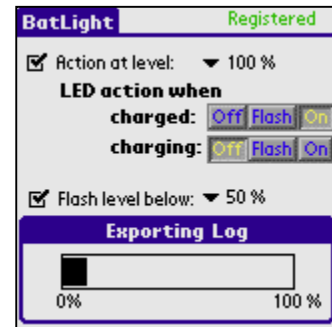 BatLight Registered
Action at level: 100 %
LED action when
charged: Off Flash On
charging: Off Flash On
Flash level below: 50 %
Exporting Log
0% 100 %